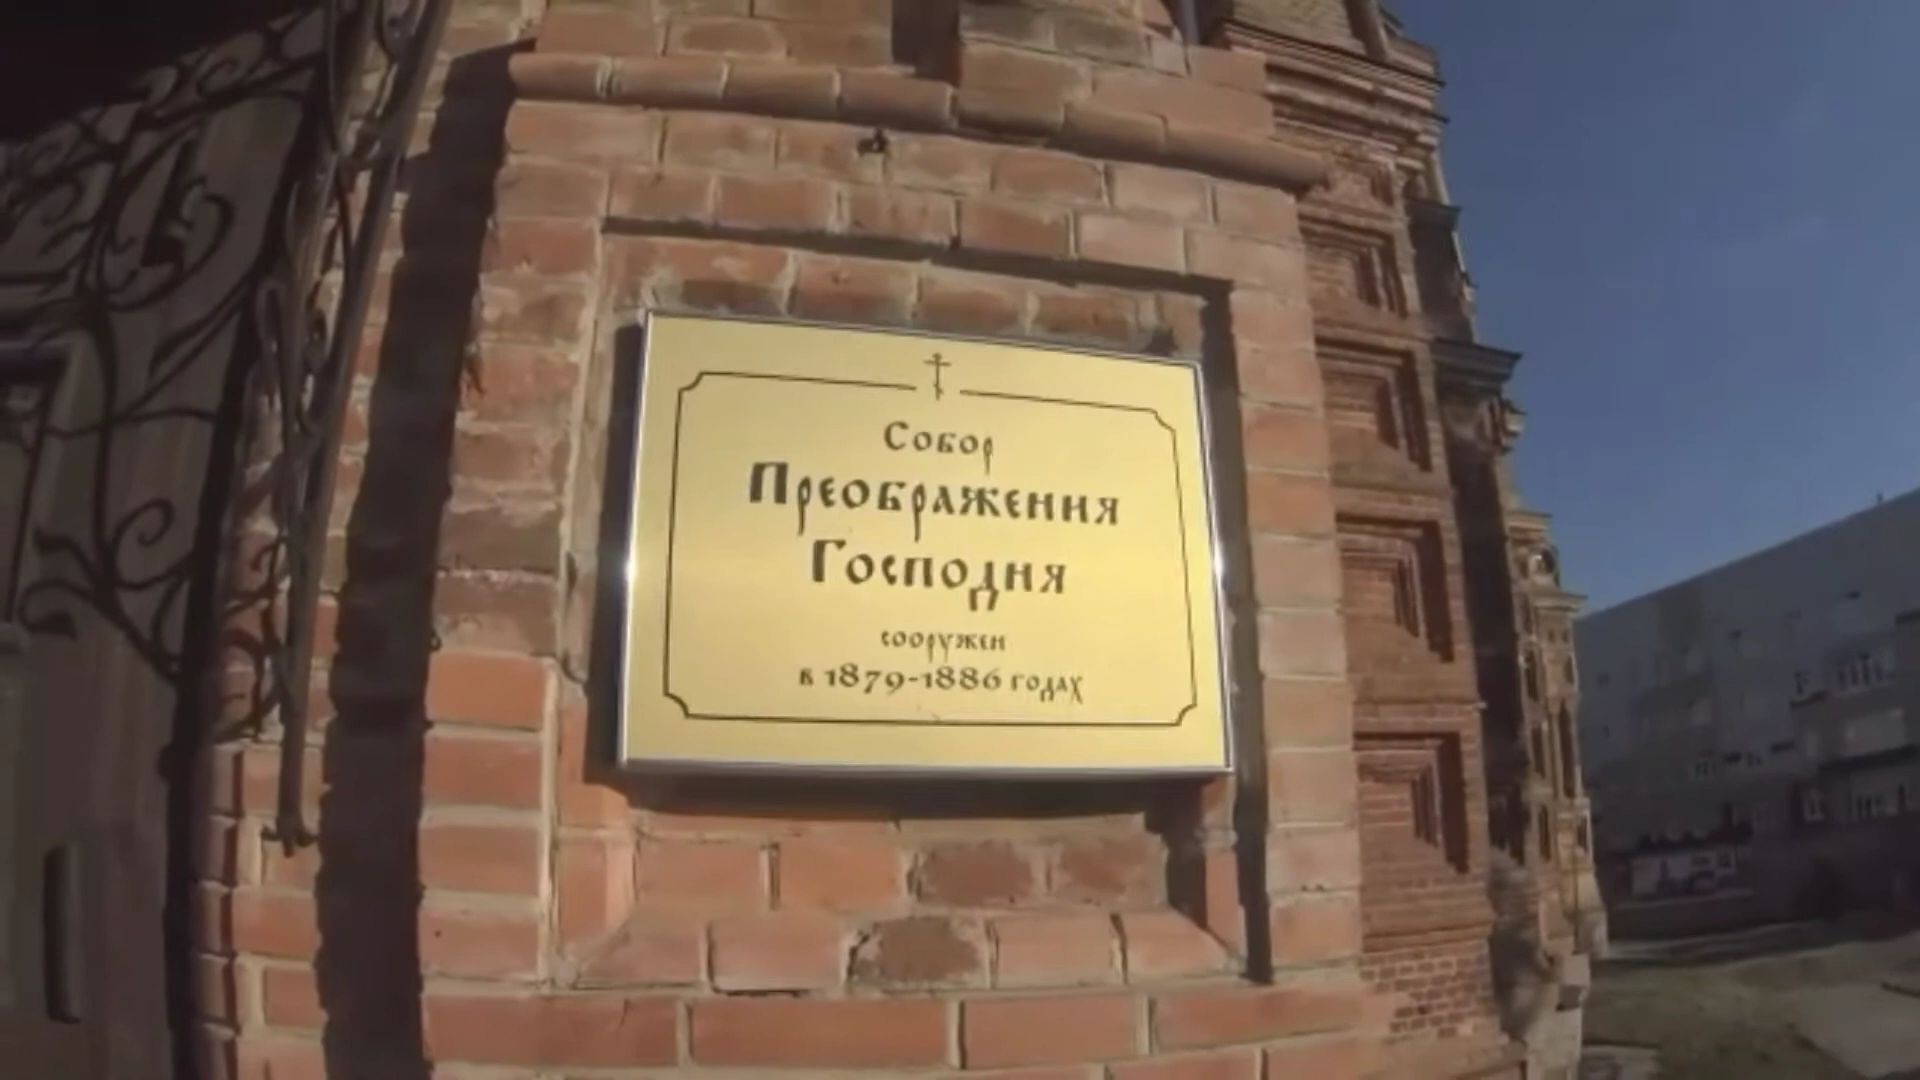 Собор
Преображения
Господня
сооружен
в 1879-1886 годах